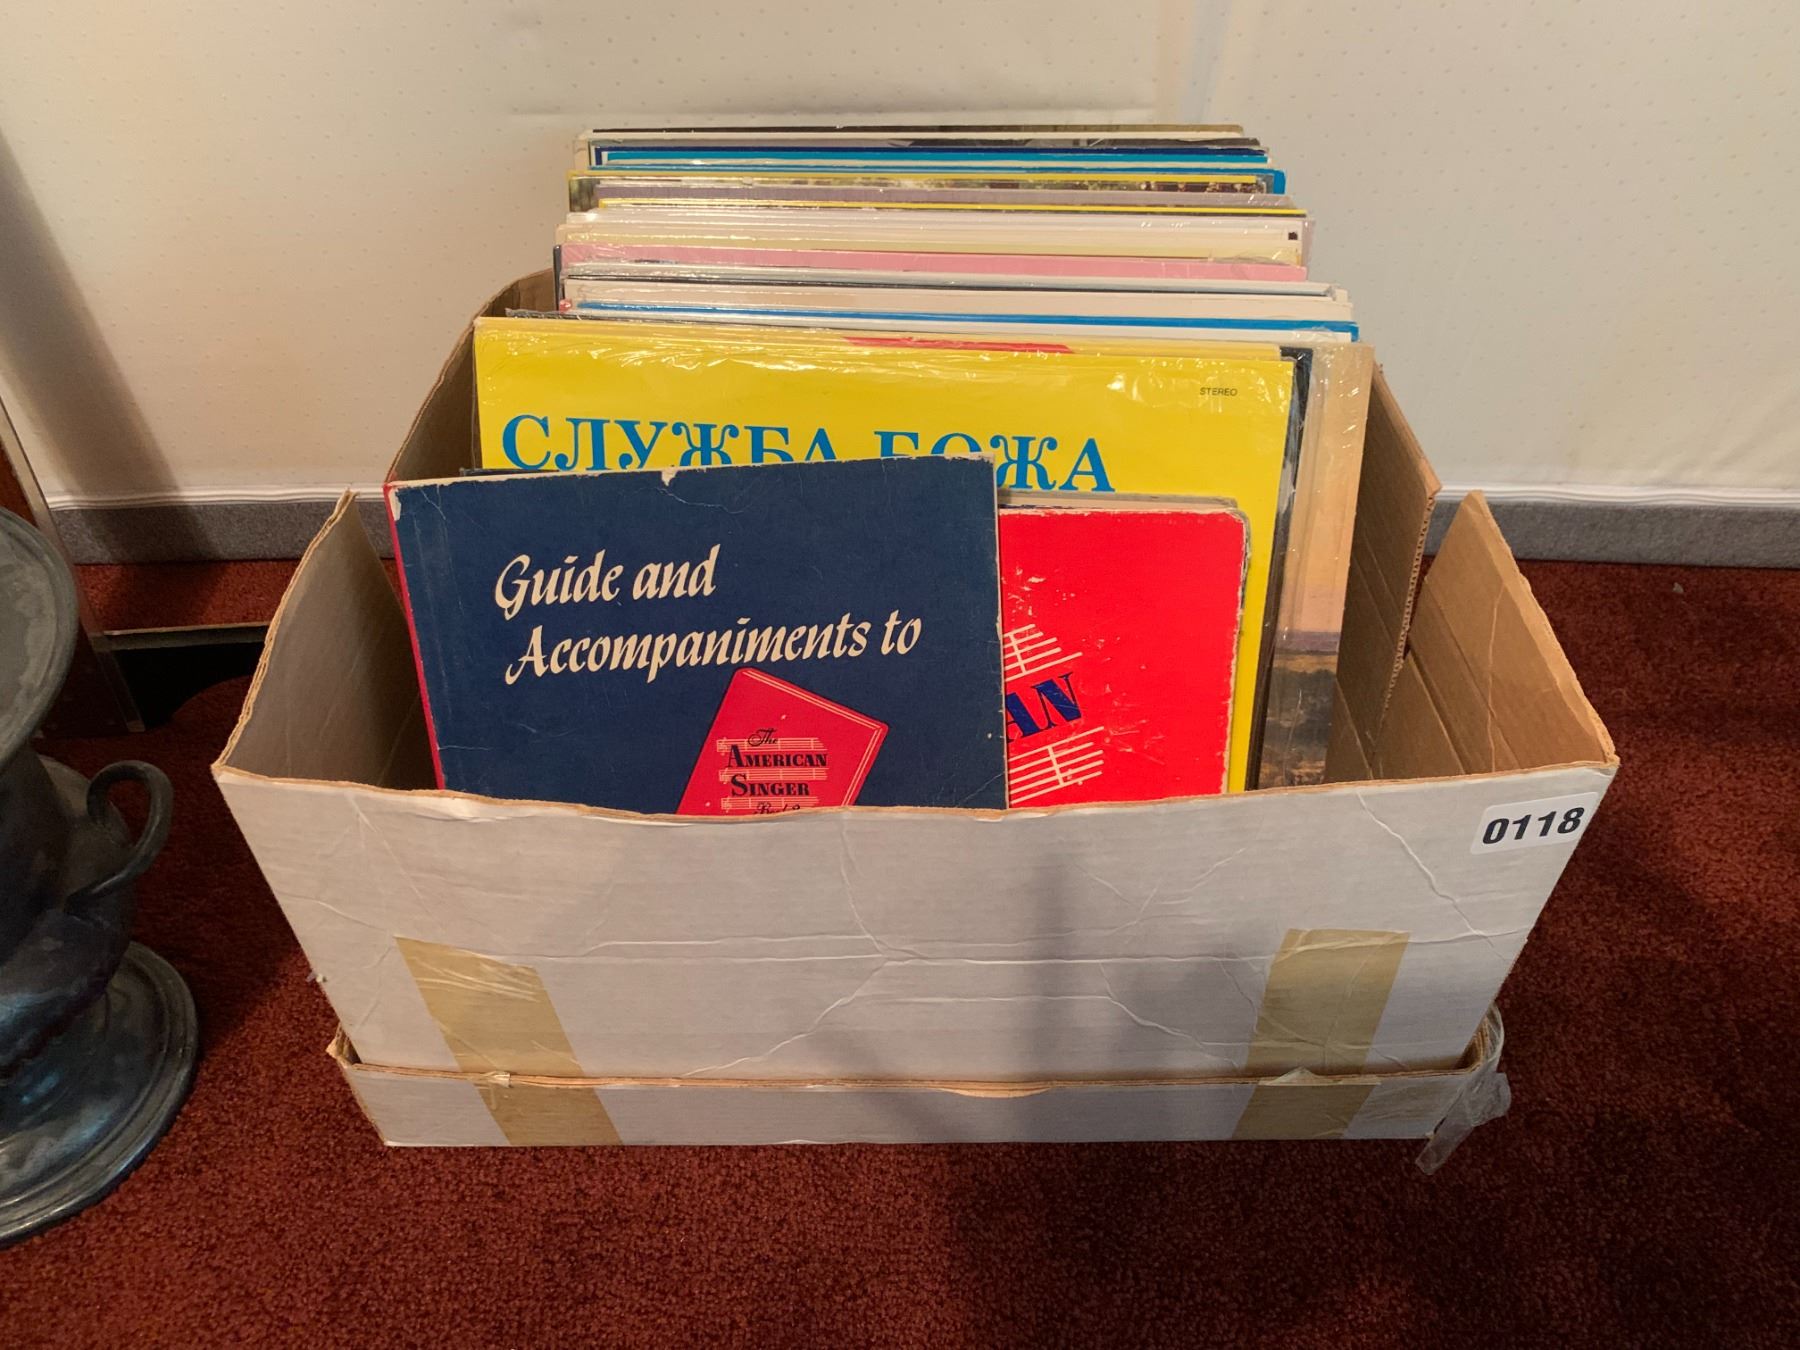 STEREO
СЛУЖБА БОЖА
Guide and
Accompaniments to
The
AMERICAN
SINGER
AN
0118